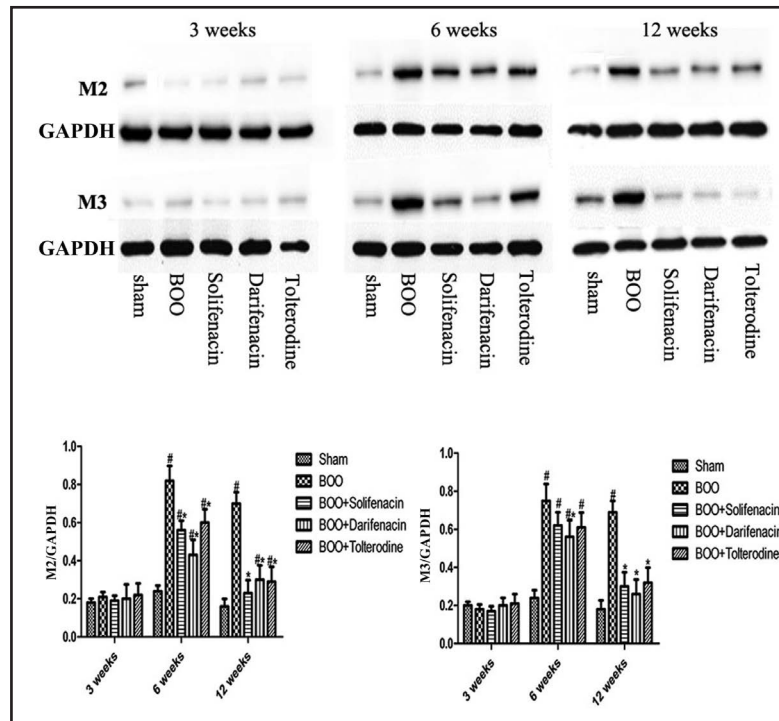 3 weeks 6 weeks 12 weeks
M2
GAPDH
M3
GAPDH
sham BOO Solifenacin Darifenacin Tolterodine sham BOO Solifenacin Darifenacin Tolterodine sham BOO Solifenacin Darifenacin Tolterodine
M2/GAPDH
1.0
0.8
0.6
0.4
0.2
0.0
# #* #* #* # * #* #*
3 weeks 6 weeks 12 weeks
Sham
BOO
BOO+Solifenacin
BOO+Darifenacin
BOO+Tolterodine
M3/GAPDH
1.0
0.8
0.6
0.4
0.2
0.0
# # #* # # * * *
3 weeks 6 weeks 12 weeks
Sham
BOO
BOO+Solifenacin
BOO+Darifenacin
BOO+Tolterodine